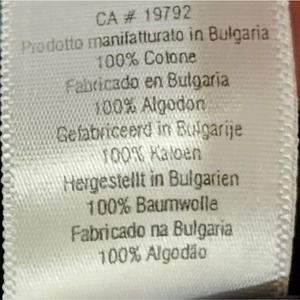 CA # 19792
Prodotto manifatturato in Bulgaria
100% Cotone
Fabricado en Bulgaria
100% Algodon
Gefabriceerd in Bulgarije
100% Katoen
Hergestellt in Bulgarien
100% Baumwolle
Fabricado na Bulgaria
100% Algodão